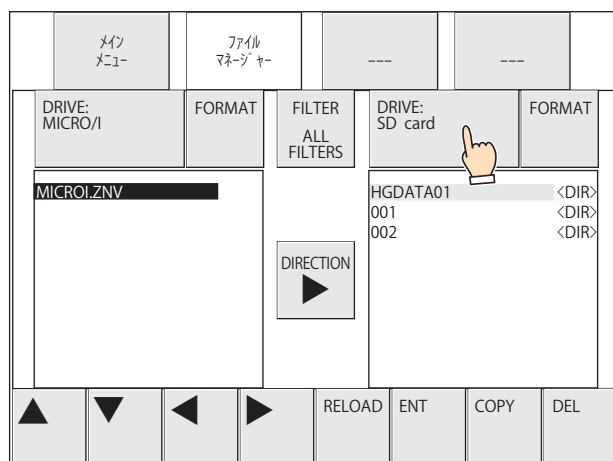 メイン
メニュー
ファイル
マネージャー
---
---
DRIVE:
MICRO/I
FORMAT
FILTER
ALL
FILTERS
DRIVE:
SD card
FORMAT
MICROI.ZNV
HGDATA01 <DIR>
001 <DIR>
002 <DIR>
DIRECTION
RELOAD
ENT
COPY
DEL